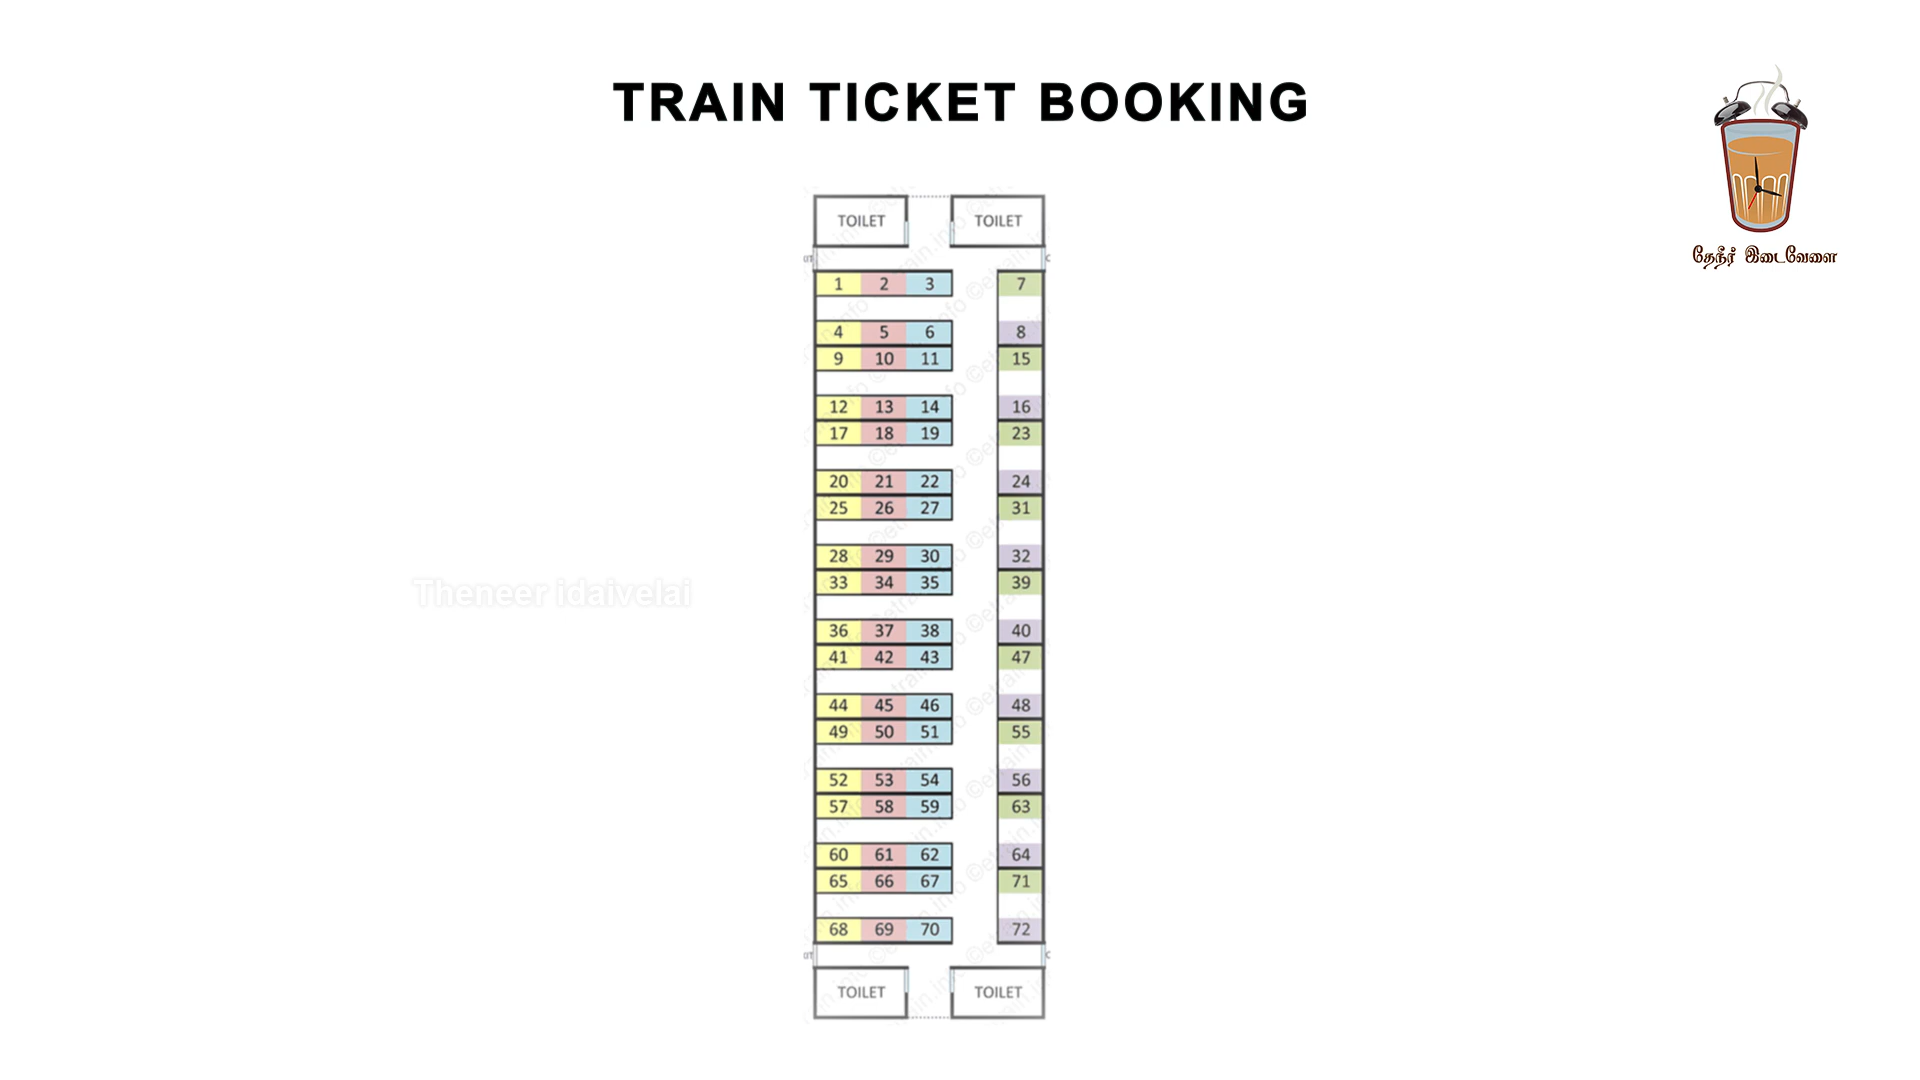 TRAIN TICKET BOOKING
தேநீர் இடைவேளை
TOILET TOILET
1 2 3 7
4 5 6 8
9 10 11 15
12 13 14 16
17 18 19 23
20 21 22 24
25 26 27 31
28 29 30 32
33 34 35 39
Theneer idaivelai
36 37 38 40
41 42 43 47
44 45 46 48
49 50 51 55
52 53 54 56
57 58 59 63
60 61 62 64
65 66 67 71
68 69 70 72
TOILET TOILET
©etrain.info